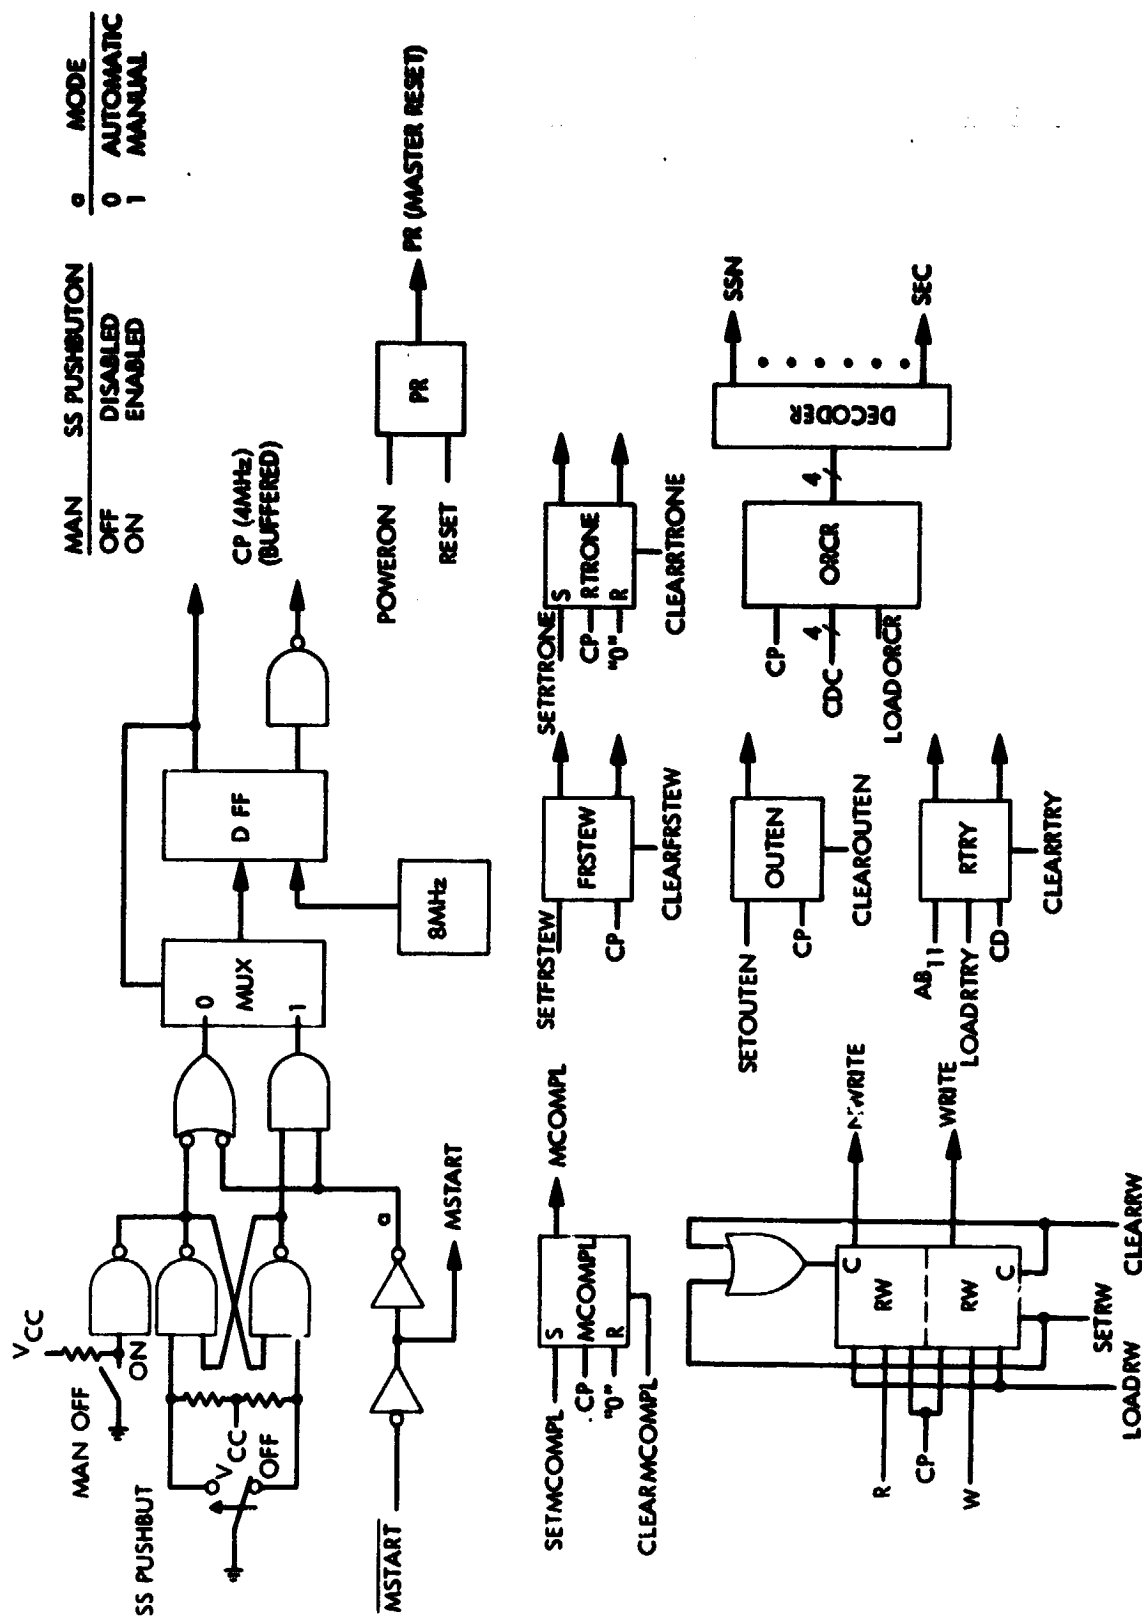 MAN SS PUSHBUTON
OFF DISABLED
ON ENABLED
a MODE
0 AUTOMATIC
1 MANUAL
VCC
MAN OFF
ON
SS PUSHBUT
VCC
OFF
MSTART
a
MSTART
0
1
MUX
D FF
8MHz
CP (4MHz)
(BUFFERED)
POWERON
RESET
PR
PR (MASTER RESET)
SETMCOMPL
CP
"0"
S
MCOMPL
R
CLEARMCOMPL
MCOMPL
SETFRSTEW
CP
FRSTEW
CLEARFRSTEW
SETRTRONE
CP
"0"
S
RTRONE
R
CLEARRTRONE
SETOUTEN
CP
OUTEN
CLEAROUTEN
CP
CDC
4
LOADORCR
ORCR
4
DECODER
SSN
SEC
R
CP
W
C
RW
RW
C
WRITE
LOADRW
SETRW
CLEARRW
AB11
LOADRTRY
CD
RTRY
CLEARRTRY